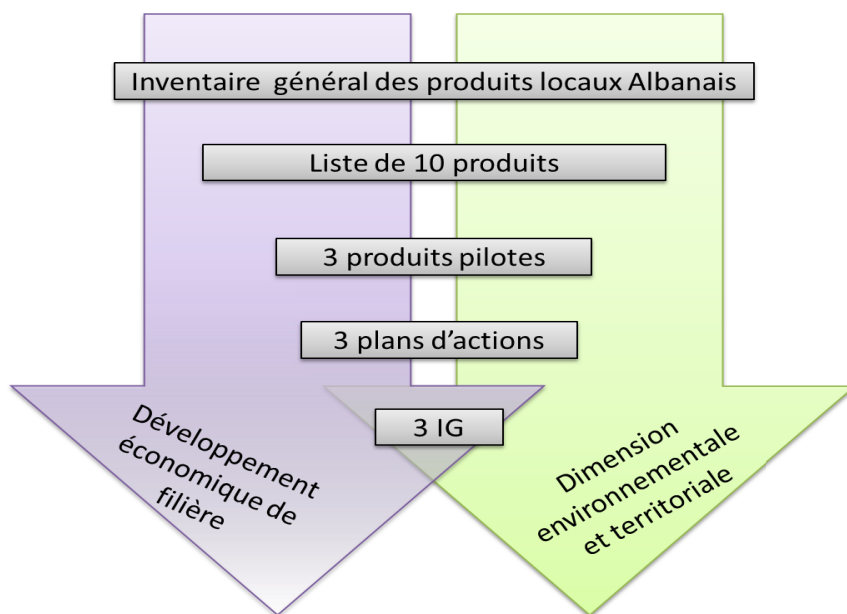 Inventaire général des produits locaux Albanais
Liste de 10 produits
3 produits pilotes
3 plans d'actions
3 IG
Développement
économique de
filière
Dimension
environnementale
et territoriale